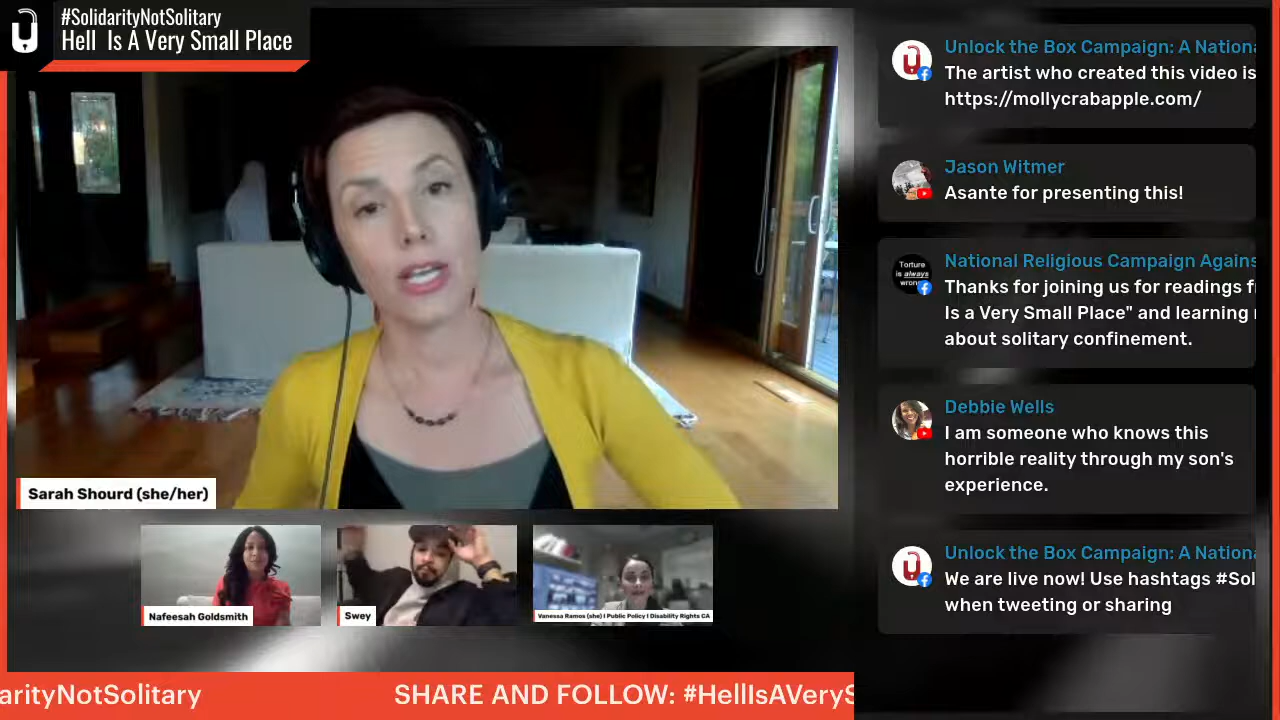 #SolidarityNotSolitary
Hell Is A Very Small Place
Sarah Shourd (she/her)
Nafeesah Goldsmith
Swey
Vanessa Ramos (she) | Public Policy | Disability Rights CA
arityNotSolitary
SHARE AND FOLLOW: #HellIsAVeryS
Unlock the Box Campaign: A Nationa
The artist who created this video is
https://mollycrabapple.com/
Jason Witmer
Asante for presenting this!
Torture
is always
wrong
National Religious Campaign Agains
Thanks for joining us for readings f
Is a Very Small Place" and learning
about solitary confinement.
Debbie Wells
I am someone who knows this
horrible reality through my son's
experience.
Unlock the Box Campaign: A Nationa
We are live now! Use hashtags #Sol
when tweeting or sharing